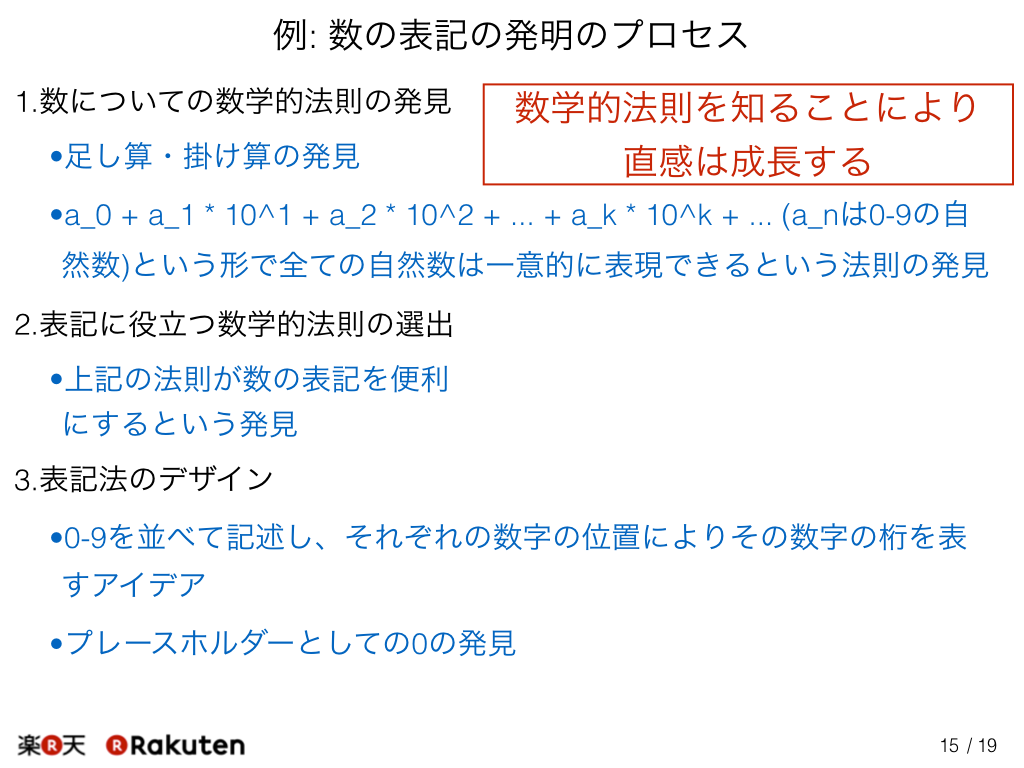 例: 数の表記の発明のプロセス
1.数についての数学的法則の発見
数学的法則を知ることにより
直感は成長する
•足し算・掛け算の発見
•a_0 + a_1 * 10^1 + a_2 * 10^2 + ... + a_k * 10^k + ... (a_nは0-9の自
然数)という形で全ての自然数は一意的に表現できるという法則の発見
2.表記に役立つ数学的法則の選出
•上記の法則が数の表記を便利
にするという発見
3.表記法のデザイン
•0-9を並べて記述し、それぞれの数字の位置によりその数字の桁を表
すアイデア
•プレースホルダーとしての0の発見
楽R天 R Rakuten
15 / 19